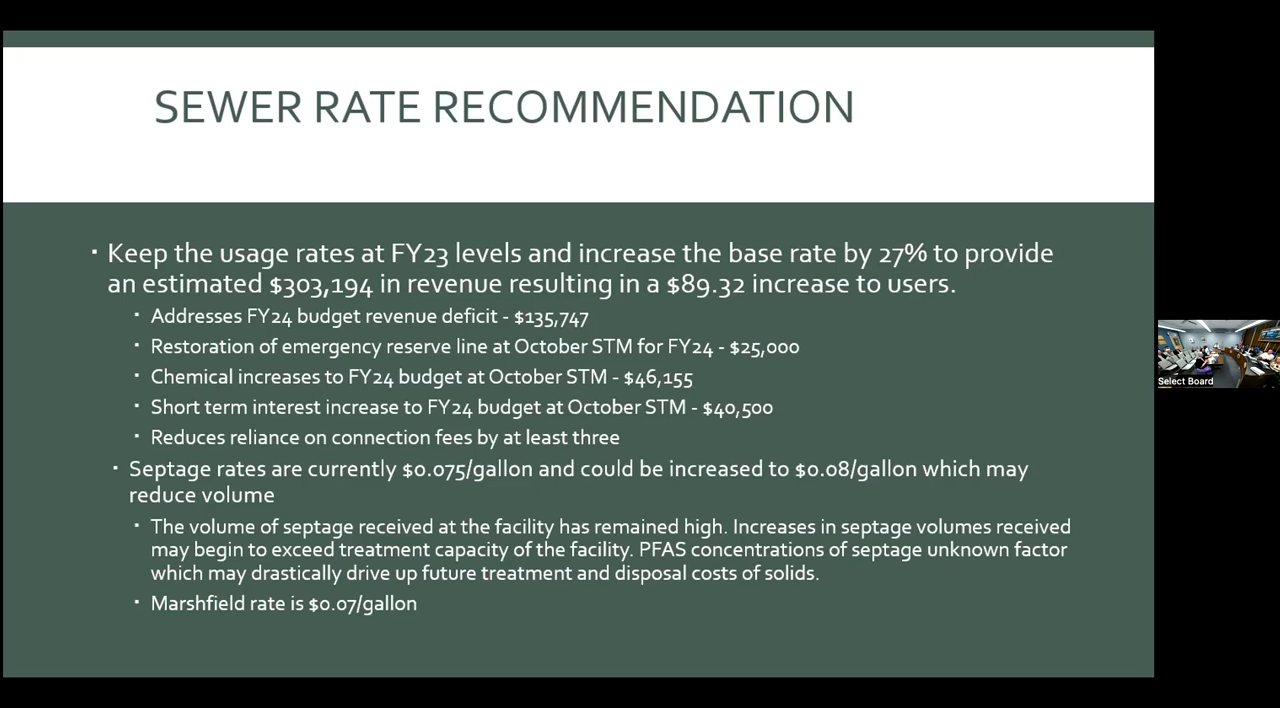 SEWER RATE RECOMMENDATION
▪ Keep the usage rates at FY23 levels and increase the base rate by 27% to provide
an estimated $303,194 in revenue resulting in a $89.32 increase to users.
▪ Addresses FY24 budget revenue deficit - $135,747
▪ Restoration of emergency reserve line at October STM for FY24 - $25,000
▪ Chemical increases to FY24 budget at October STM - $46,155
▪ Short term interest increase to FY24 budget at October STM - $40,500
▪ Reduces reliance on connection fees by at least three
▪ Septage rates are currently $0.075/gallon and could be increased to $0.08/gallon which may
reduce volume
▪ The volume of septage received at the facility has remained high. Increases in septage volumes received
may begin to exceed treatment capacity of the facility. PFAS concentrations of septage unknown factor
which may drastically drive up future treatment and disposal costs of solids.
▪ Marshfield rate is $0.07/gallon
Select Board